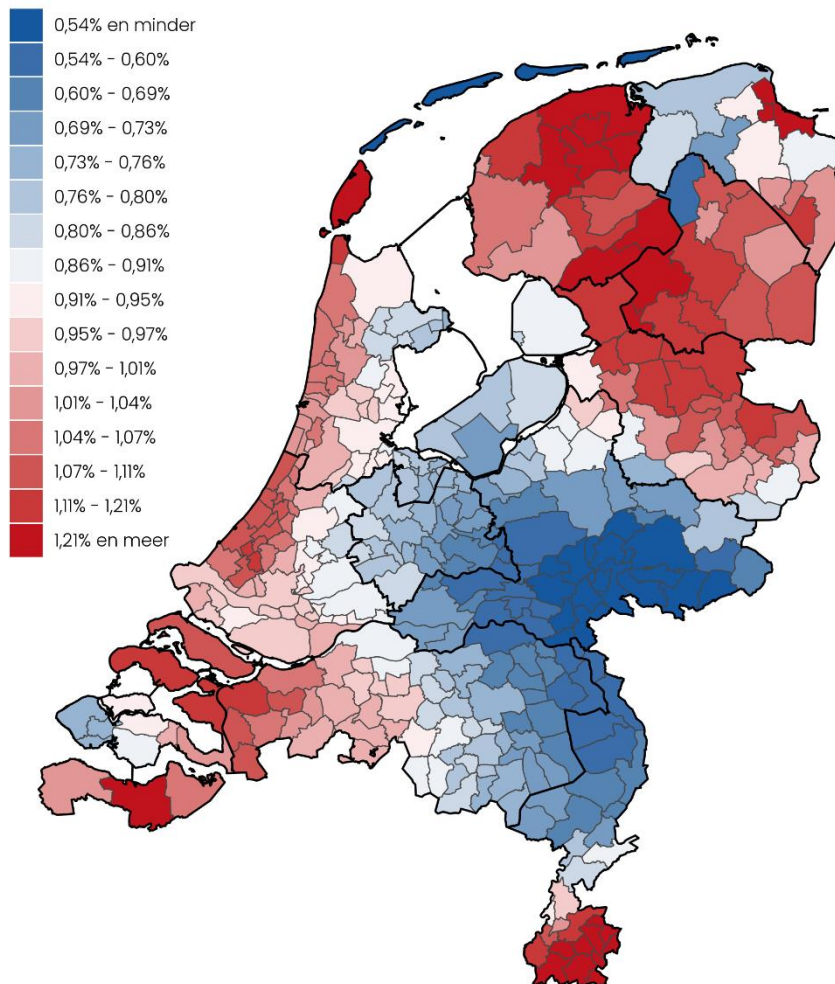 0,54% en minder
0,54% - 0,60%
0,60% - 0,69%
0,69% - 0,73%
0,73% - 0,76%
0,76% - 0,80%
0,80% - 0,86%
0,86% - 0,91%
0,91% - 0,95%
0,95% - 0,97%
0,97% - 1,01%
1,01% - 1,04%
1,04% - 1,07%
1,07% - 1,11%
1,11% - 1,21%
1,21% en meer